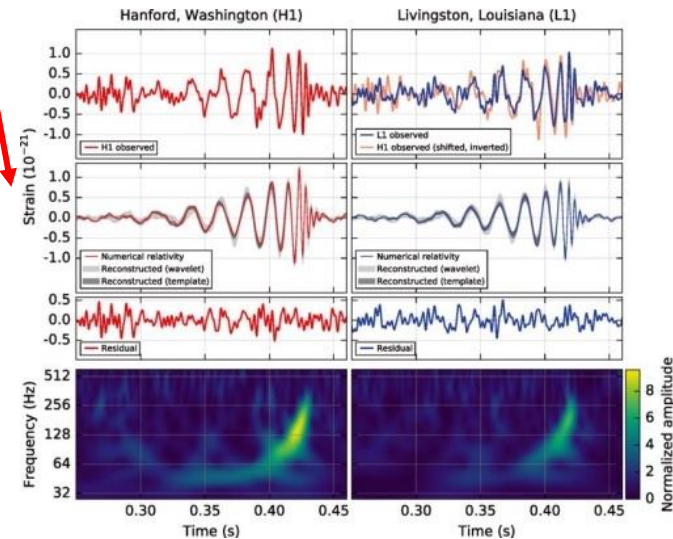 Hanford, Washington (H1)
Livingston, Louisiana (L1)
1.0
0.5
0.0
-0.5
-1.0
H1 observed
L1 observed
H1 observed (shifted, inverted)
Strain (10⁻²¹)
1.0
0.5
0.0
-0.5
-1.0
Numerical relativity
Reconstructed (wavelet)
Reconstructed (template)
Numerical relativity
Reconstructed (wavelet)
Reconstructed (template)
0.5
0.0
-0.5
Residual
Residual
Frequency (Hz)
512
256
128
64
32
Normalized amplitude
8
6
4
2
0
0.30
0.35
0.40
0.45
0.30
0.35
0.40
0.45
Time (s)
Time (s)